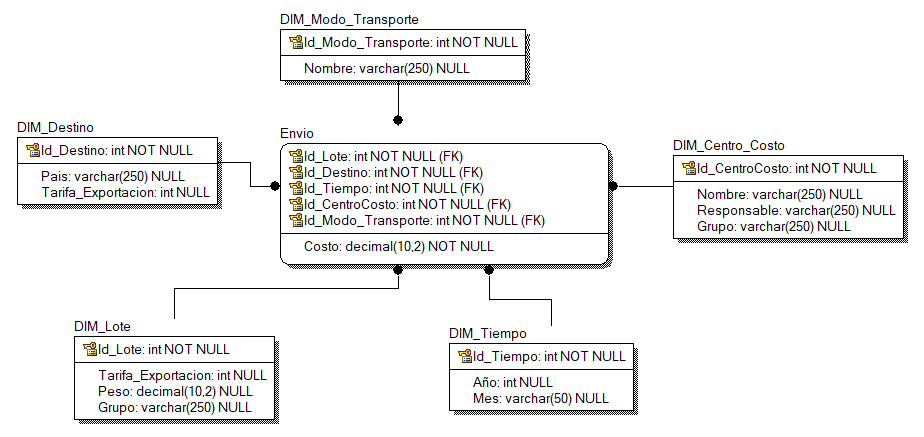 DIM_Modo_Transporte
Id_Modo_Transporte: int NOT NULL
Nombre: varchar(250) NULL
DIM_Destino
Id_Destino: int NOT NULL
Pais: varchar(250) NULL
Tarifa_Exportacion: int NULL
Envio
Id_Lote: int NOT NULL (FK)
Id_Destino: int NOT NULL (FK)
Id_Tiempo: int NOT NULL (FK)
Id_CentroCosto: int NOT NULL (FK)
Id_Modo_Transporte: int NOT NULL (FK)
Costo: decimal(10,2) NOT NULL
DIM_Centro_Costo
Id_CentroCosto: int NOT NULL
Nombre: varchar(250) NULL
Responsable: varchar(250) NULL
Grupo: varchar(250) NULL
DIM_Lote
Id_Lote: int NOT NULL
Tarifa_Exportacion: int NULL
Peso: decimal(10,2) NULL
Grupo: varchar(250) NULL
DIM_Tiempo
Id_Tiempo: int NOT NULL
Año: int NULL
Mes: varchar(50) NULL